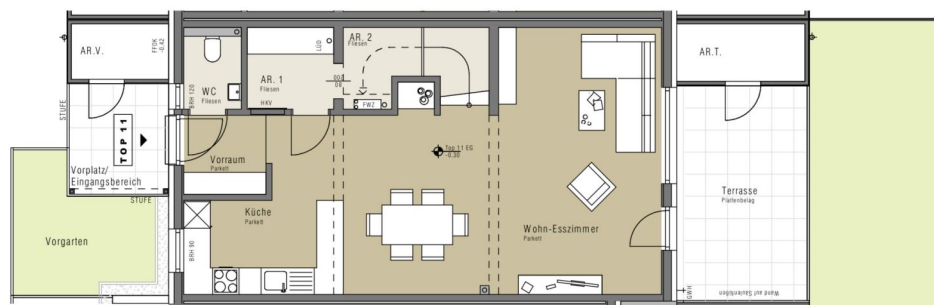 AR.V.
FFOK
-0.42
STUFE
TOP 11
Vorplatz/
Eingangsbereich
STUFE
Vorgarten
BRH 120
WC
Fliesen
AR. 1
Fliesen
HKV
LÜD
AR. 2
Fliesen
FWZ
Vorraum
Parkett
Küche
Parkett
BRH 90
Top 11 EG
-0.30
Wohn-Esszimmer
Parkett
AR.T.
Terrasse
Plattenbelag
GWH
Wand auf Säulenfüßen